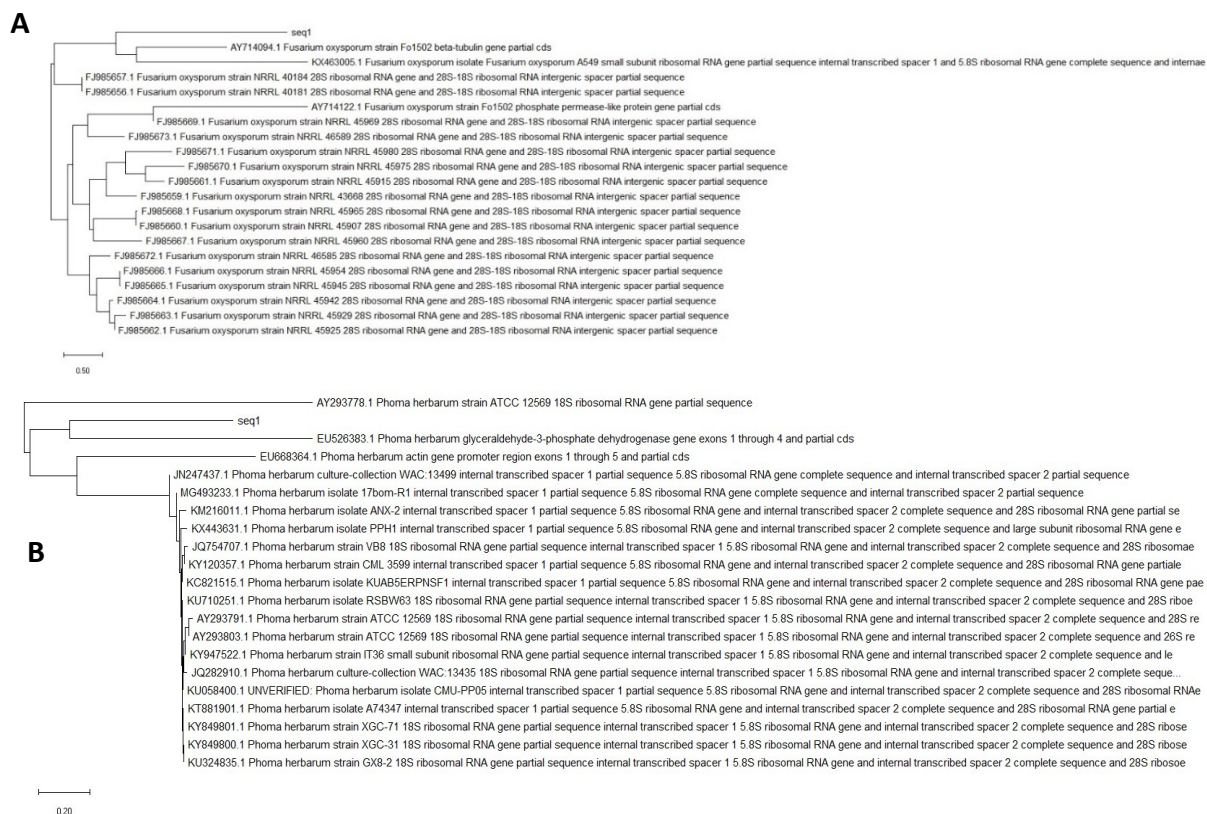 A
seq1
AY714094.1 Fusarium oxysporum strain Fo1502 beta-tubulin gene partial cds
KX463005.1 Fusarium oxysporum isolate Fusarium oxysporum A549 small subunit ribosomal RNA gene partial sequence internal transcribed spacer 1 and 5.8S ribosomal RNA gene complete sequence and internae
FJ985657.1 Fusarium oxysporum strain NRRL 40184 28S ribosomal RNA gene and 28S-18S ribosomal RNA intergenic spacer partial sequence
FJ985656.1 Fusarium oxysporum strain NRRL 40181 28S ribosomal RNA gene and 28S-18S ribosomal RNA intergenic spacer partial sequence
AY714122.1 Fusarium oxysporum strain Fo1502 phosphate permease-like protein gene partial cds
FJ985669.1 Fusarium oxysporum strain NRRL 45969 28S ribosomal RNA gene and 28S-18S ribosomal RNA intergenic spacer partial sequence
FJ985673.1 Fusarium oxysporum strain NRRL 46589 28S ribosomal RNA gene and 28S-18S ribosomal RNA intergenic spacer partial sequence
FJ985671.1 Fusarium oxysporum strain NRRL 45980 28S ribosomal RNA gene and 28S-18S ribosomal RNA intergenic spacer partial sequence
FJ985670.1 Fusarium oxysporum strain NRRL 45975 28S ribosomal RNA gene and 28S-18S ribosomal RNA intergenic spacer partial sequence
FJ985661.1 Fusarium oxysporum strain NRRL 45915 28S ribosomal RNA gene and 28S-18S ribosomal RNA intergenic spacer partial sequence
FJ985659.1 Fusarium oxysporum strain NRRL 43668 28S ribosomal RNA gene and 28S-18S ribosomal RNA intergenic spacer partial sequence
FJ985668.1 Fusarium oxysporum strain NRRL 45965 28S ribosomal RNA gene and 28S-18S ribosomal RNA intergenic spacer partial sequence
FJ985660.1 Fusarium oxysporum strain NRRL 45907 28S ribosomal RNA gene and 28S-18S ribosomal RNA intergenic spacer partial sequence
FJ985667.1 Fusarium oxysporum strain NRRL 45960 28S ribosomal RNA gene and 28S-18S ribosomal RNA intergenic spacer partial sequence
FJ985672.1 Fusarium oxysporum strain NRRL 46585 28S ribosomal RNA gene and 28S-18S ribosomal RNA intergenic spacer partial sequence
FJ985666.1 Fusarium oxysporum strain NRRL 45954 28S ribosomal RNA gene and 28S-18S ribosomal RNA intergenic spacer partial sequence
FJ985665.1 Fusarium oxysporum strain NRRL 45945 28S ribosomal RNA gene and 28S-18S ribosomal RNA intergenic spacer partial sequence
FJ985664.1 Fusarium oxysporum strain NRRL 45942 28S ribosomal RNA gene and 28S-18S ribosomal RNA intergenic spacer partial sequence
FJ985663.1 Fusarium oxysporum strain NRRL 45929 28S ribosomal RNA gene and 28S-18S ribosomal RNA intergenic spacer partial sequence
FJ985662.1 Fusarium oxysporum strain NRRL 45925 28S ribosomal RNA gene and 28S-18S ribosomal RNA intergenic spacer partial sequence
0.50
B
AY293778.1 Phoma herbarum strain ATCC 12569 18S ribosomal RNA gene partial sequence
seq1
EU526383.1 Phoma herbarum glyceraldehyde-3-phosphate dehydrogenase gene exons 1 through 4 and partial cds
EU668364.1 Phoma herbarum actin gene promoter region exons 1 through 5 and partial cds
JN247437.1 Phoma herbarum culture-collection WAC:13499 internal transcribed spacer 1 partial sequence 5.8S ribosomal RNA gene complete sequence and internal transcribed spacer 2 partial sequence
MG493233.1 Phoma herbarum isolate 17bom-R1 internal transcribed spacer 1 partial sequence 5.8S ribosomal RNA gene complete sequence and internal transcribed spacer 2 partial sequence
KM216011.1 Phoma herbarum isolate ANX-2 internal transcribed spacer 1 partial sequence 5.8S ribosomal RNA gene and internal transcribed spacer 2 complete sequence and 28S ribosomal RNA gene partial se
KX443631.1 Phoma herbarum isolate PPH1 internal transcribed spacer 1 partial sequence 5.8S ribosomal RNA gene and internal transcribed spacer 2 complete sequence and large subunit ribosomal RNA gene e
JQ754707.1 Phoma herbarum strain VB8 18S ribosomal RNA gene partial sequence internal transcribed spacer 1 5.8S ribosomal RNA gene and internal transcribed spacer 2 complete sequence and 28S ribosomae
KY120357.1 Phoma herbarum strain CML 3599 internal transcribed spacer 1 partial sequence 5.8S ribosomal RNA gene and internal transcribed spacer 2 complete sequence and 28S ribosomal RNA gene partiale
KC821515.1 Phoma herbarum isolate KUAB5ERPNSF1 internal transcribed spacer 1 partial sequence 5.8S ribosomal RNA gene and internal transcribed spacer 2 complete sequence and 28S ribosomal RNA gene pae
KU710251.1 Phoma herbarum isolate RSBW63 18S ribosomal RNA gene partial sequence internal transcribed spacer 1 5.8S ribosomal RNA gene and internal transcribed spacer 2 complete sequence and 28S riboe
AY293791.1 Phoma herbarum strain ATCC 12569 18S ribosomal RNA gene partial sequence internal transcribed spacer 1 5.8S ribosomal RNA gene and internal transcribed spacer 2 complete sequence and 28S re
AY293803.1 Phoma herbarum strain ATCC 12569 18S ribosomal RNA gene partial sequence internal transcribed spacer 1 5.8S ribosomal RNA gene and internal transcribed spacer 2 complete sequence and 26S re
KY947522.1 Phoma herbarum strain IT36 small subunit ribosomal RNA gene partial sequence internal transcribed spacer 1 5.8S ribosomal RNA gene and internal transcribed spacer 2 complete sequence and le
JQ282910.1 Phoma herbarum culture-collection WAC:13435 18S ribosomal RNA gene partial sequence internal transcribed spacer 1 5.8S ribosomal RNA gene and internal transcribed spacer 2 complete seque...
KU058400.1 UNVERIFIED: Phoma herbarum isolate CMU-PP05 internal transcribed spacer 1 partial sequence 5.8S ribosomal RNA gene and internal transcribed spacer 2 complete sequence and 28S ribosomal RNAe
KT881901.1 Phoma herbarum isolate A74347 internal transcribed spacer 1 partial sequence 5.8S ribosomal RNA gene and internal transcribed spacer 2 complete sequence and 28S ribosomal RNA gene partial e
KY849801.1 Phoma herbarum strain XGC-71 18S ribosomal RNA gene partial sequence internal transcribed spacer 1 5.8S ribosomal RNA gene and internal transcribed spacer 2 complete sequence and 28S ribose
KY849800.1 Phoma herbarum strain XGC-31 18S ribosomal RNA gene partial sequence internal transcribed spacer 1 5.8S ribosomal RNA gene and internal transcribed spacer 2 complete sequence and 28S ribose
KU324835.1 Phoma herbarum strain GX8-2 18S ribosomal RNA gene partial sequence internal transcribed spacer 1 5.8S ribosomal RNA gene and internal transcribed spacer 2 complete sequence and 28S ribosoe
0.20